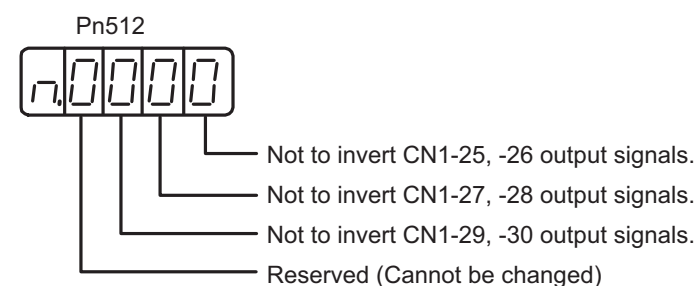 Pn512
n.0000
Not to invert CN1-25, -26 output signals.
Not to invert CN1-27, -28 output signals.
Not to invert CN1-29, -30 output signals.
Reserved (Cannot be changed)